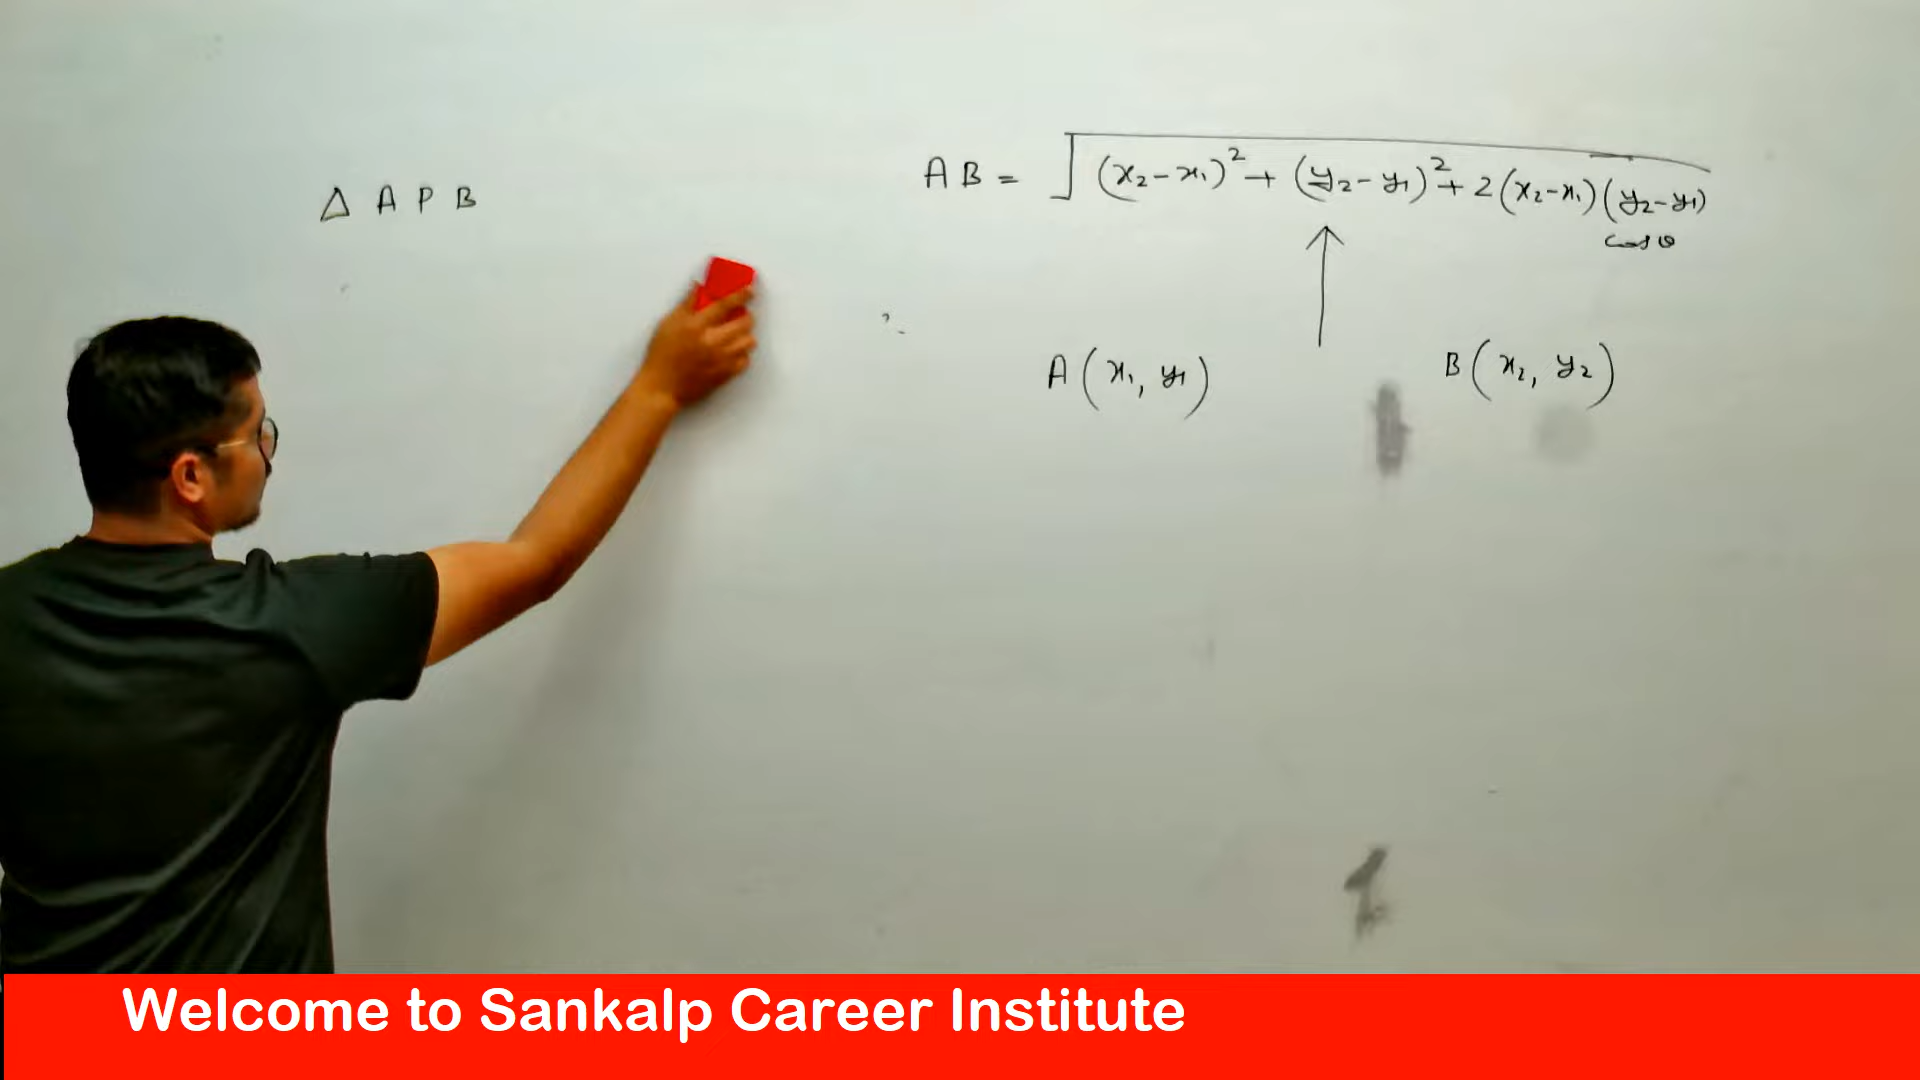 Δ A P B
AB = √(x₂-x₁)² + (y₂-y₁)² + 2(x₂-x₁)(y₂-y₁)
cosθ
A(x₁, y₁)
B(x₂, y₂)
Welcome to Sankalp Career Institute